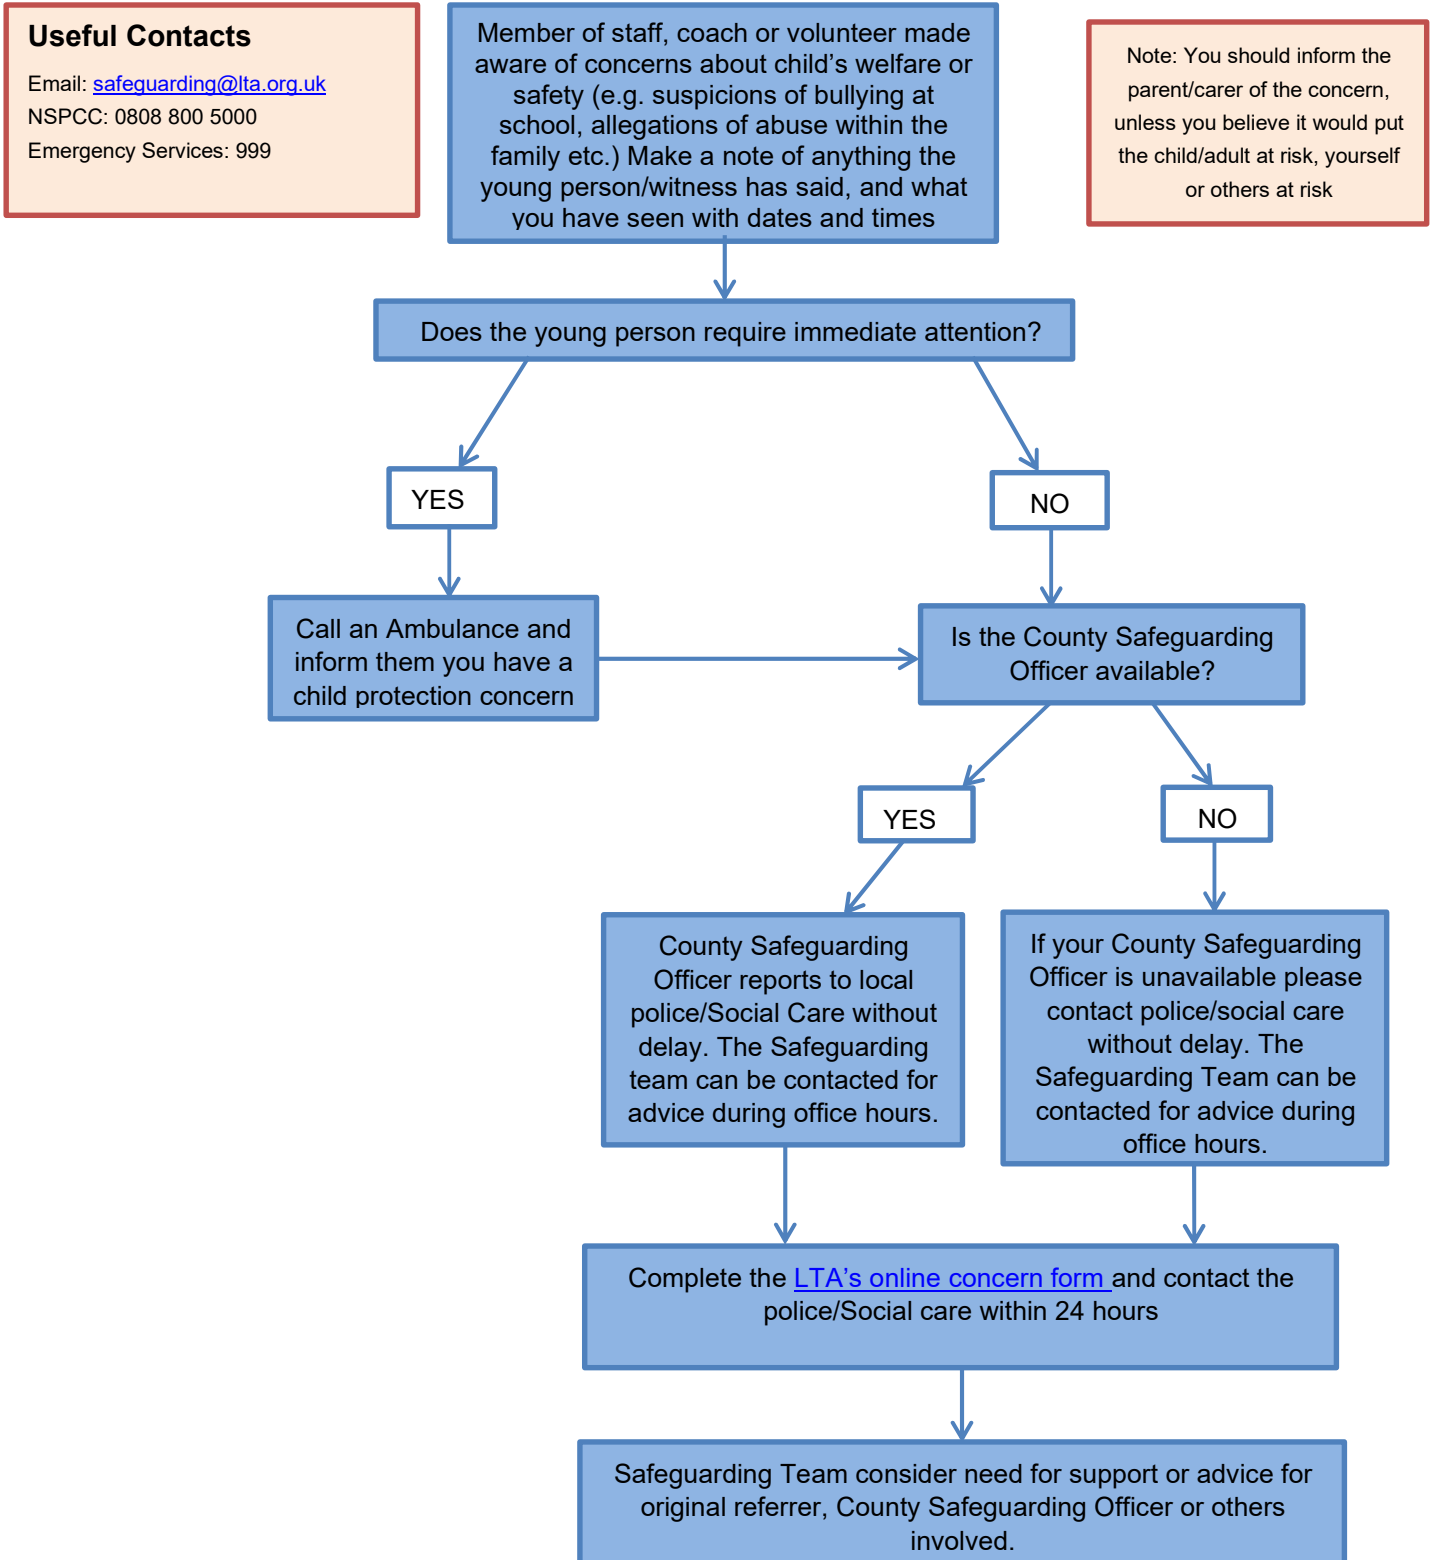 Useful Contacts
Email: safeguarding@lta.org.uk
NSPCC: 0808 800 5000
Emergency Services: 999
Member of staff, coach or volunteer made
aware of concerns about child's welfare or
safety (e.g. suspicions of bullying at
school, allegations of abuse within the
family etc.) Make a note of anything the
young person/witness has said, and what
you have seen with dates and times
Note: You should inform the
parent/carer of the concern,
unless you believe it would put
the child/adult at risk, yourself
or others at risk
Does the young person require immediate attention?
YES
NO
Call an Ambulance and
inform them you have a
child protection concern
Is the County Safeguarding
Officer available?
YES
NO
County Safeguarding
Officer reports to local
police/Social Care without
delay. The Safeguarding
team can be contacted for
advice during office hours.
If your County Safeguarding
Officer is unavailable please
contact police/social care
without delay. The
Safeguarding Team can be
contacted for advice during
office hours.
Complete the LTA's online concern form and contact the
police/Social care within 24 hours
Safeguarding Team consider need for support or advice for
original referrer, County Safeguarding Officer or others
involved.